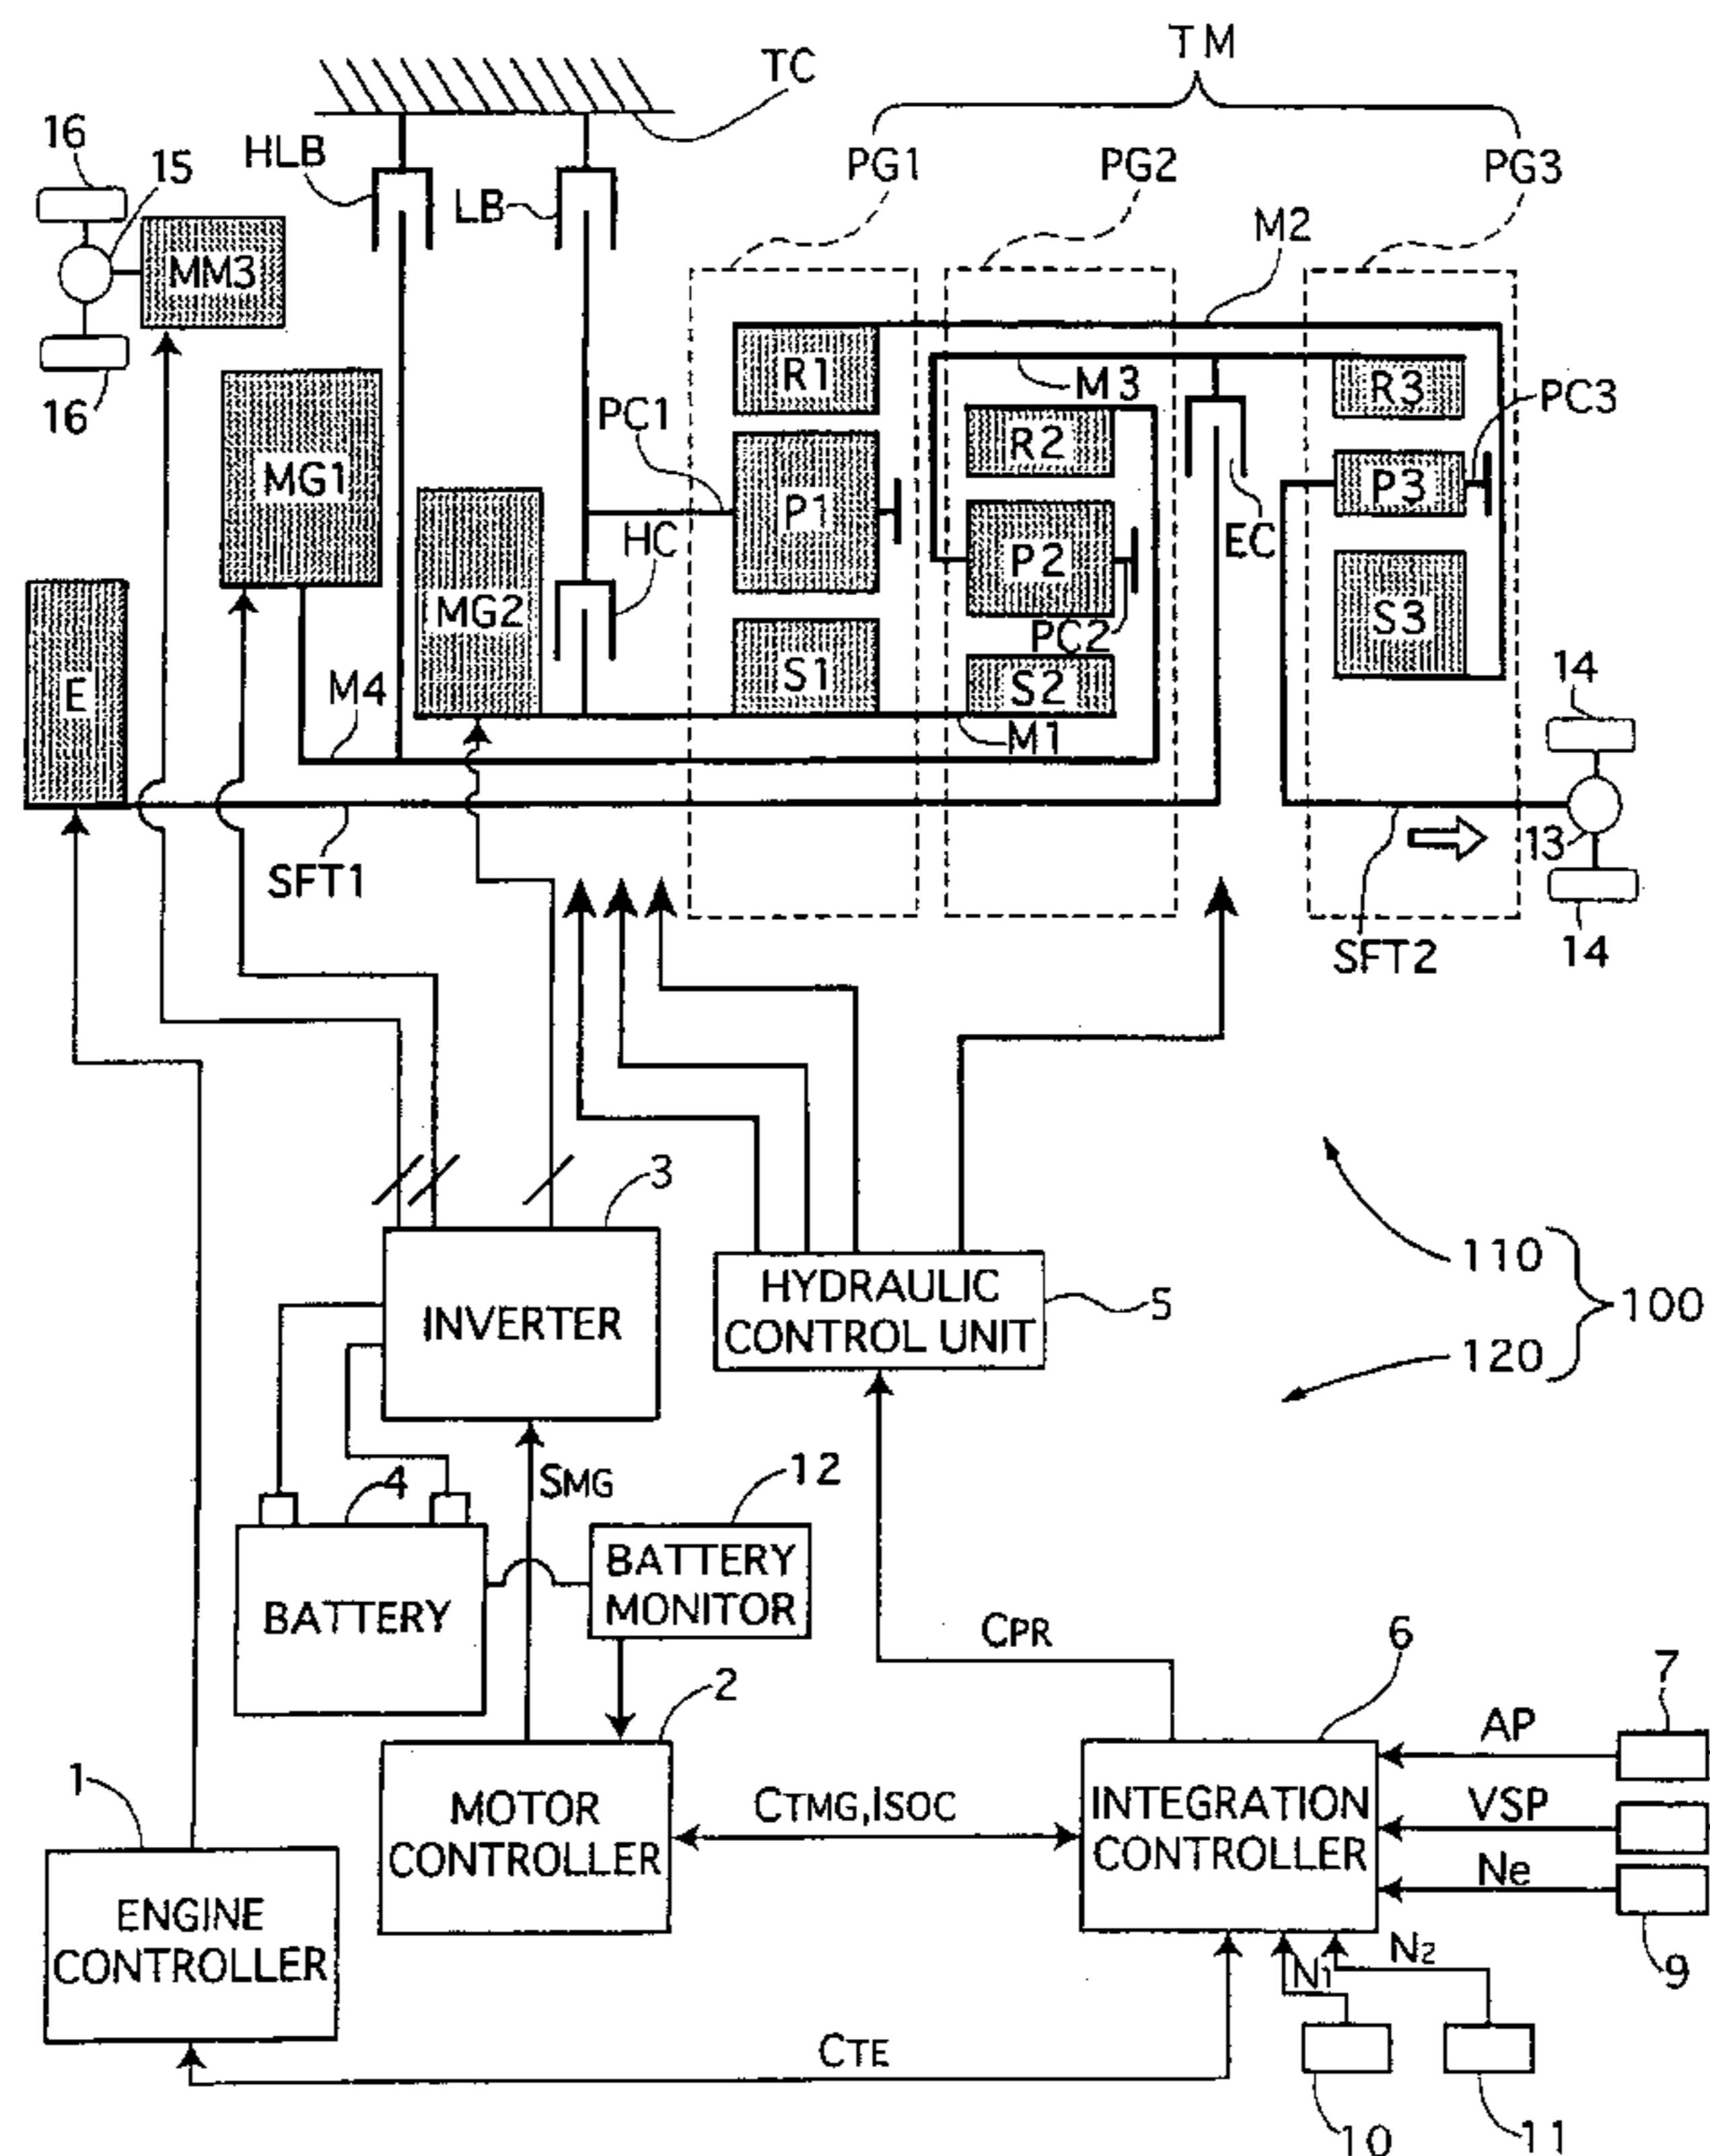 TM
TC
16
15
HLB
LB
PG1
PG2
PG3
M2
MM3
16
MG1
PC1
R1
M3
R3
PC3
R2
P1
P3
HC
EC
MG2
P2
E
PC2
S3
M4
S1
S2
M1
14
13
SFT1
SFT2
14
3
110
100
120
INVERTER
HYDRAULIC
CONTROL UNIT
5
4
SMG
12
BATTERY
MONITOR
BATTERY
CPR
6
7
2
AP
1
MOTOR
CONTROLLER
CTMG,ISOC
INTEGRATION
CONTROLLER
VSP
Ne
ENGINE
CONTROLLER
N1
N2
9
CTE
10
11